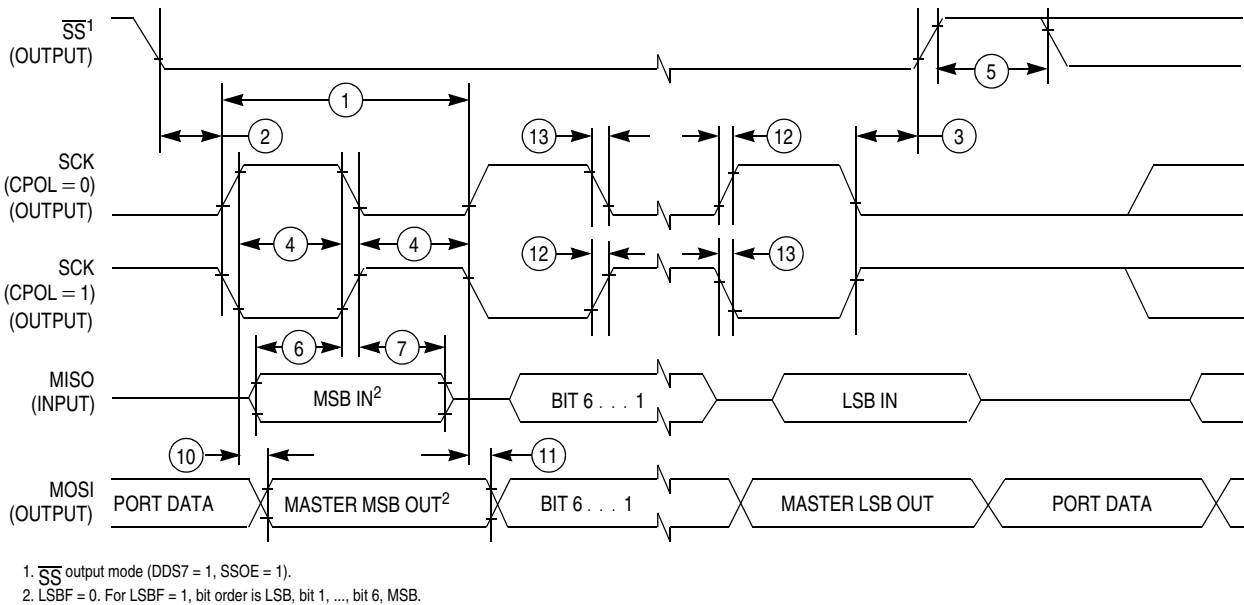 SS¹
(OUTPUT)
5
1
2
13
12
3
SCK
(CPOL = 0)
(OUTPUT)
4
4
12
13
SCK
(CPOL = 1)
(OUTPUT)
6
7
MISO
(INPUT)
MSB IN²
BIT 6 . . . 1
LSB IN
10
11
MOSI
(OUTPUT)
PORT DATA
MASTER MSB OUT²
BIT 6 . . . 1
MASTER LSB OUT
PORT DATA
1. SS output mode (DDS7 = 1, SSOE = 1).
2. LSBF = 0. For LSBF = 1, bit order is LSB, bit 1, ..., bit 6, MSB.